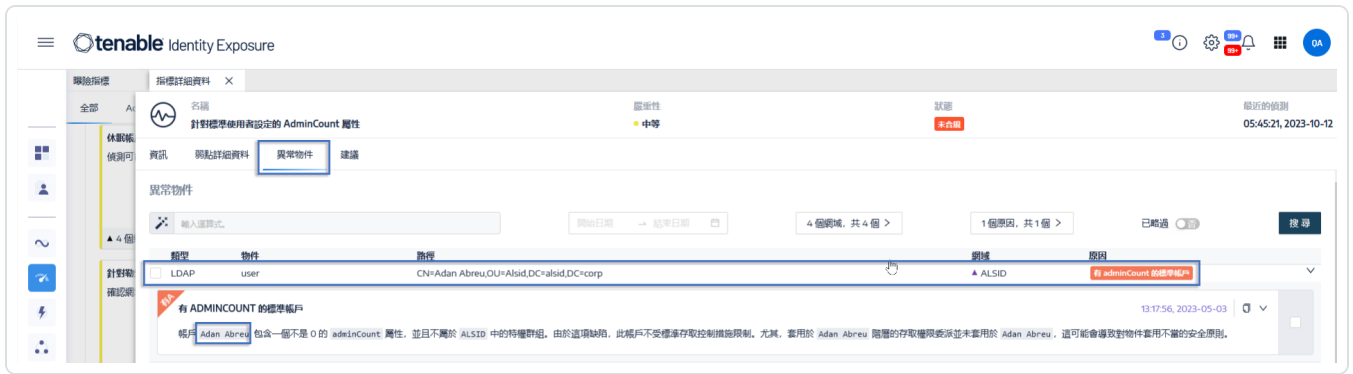 tenable Identity Exposure
3
99+
99+
QA
曝險指標
指標詳細資料
全部
名稱
嚴重性
狀態
最近的偵測
針對標準使用者設定的 AdminCount 屬性
中等
未合規
05:45:21, 2023-10-12
休眠帳
偵測可
資訊
弱點詳細資料
異常物件
建議
異常物件
輸入運算式。
開始日期
結束日期
4 個網域，共 4 個 >
1 個原因，共 1 個 >
已略過
否
搜尋
4 個
類型
物件
路徑
網域
原因
LDAP
user
CN=Adan Abreu,OU=Alsid,DC=alsid,DC=corp
ALSID
有 adminCount 的標準帳戶
有 ADMINCOUNT 的標準帳戶
13:17:56, 2023-05-03
帳戶 Adan Abreu 包含一個不是 0 的 adminCount 屬性，並且不屬於 ALSID 中的特權群組。由於這項缺陷，此帳戶不受標準存取控制措施限制。尤其，套用於 Adan Abreu 階層的存取權限委派並未套用於 Adan Abreu，這可能會導致對物件套用不當的安全原則。